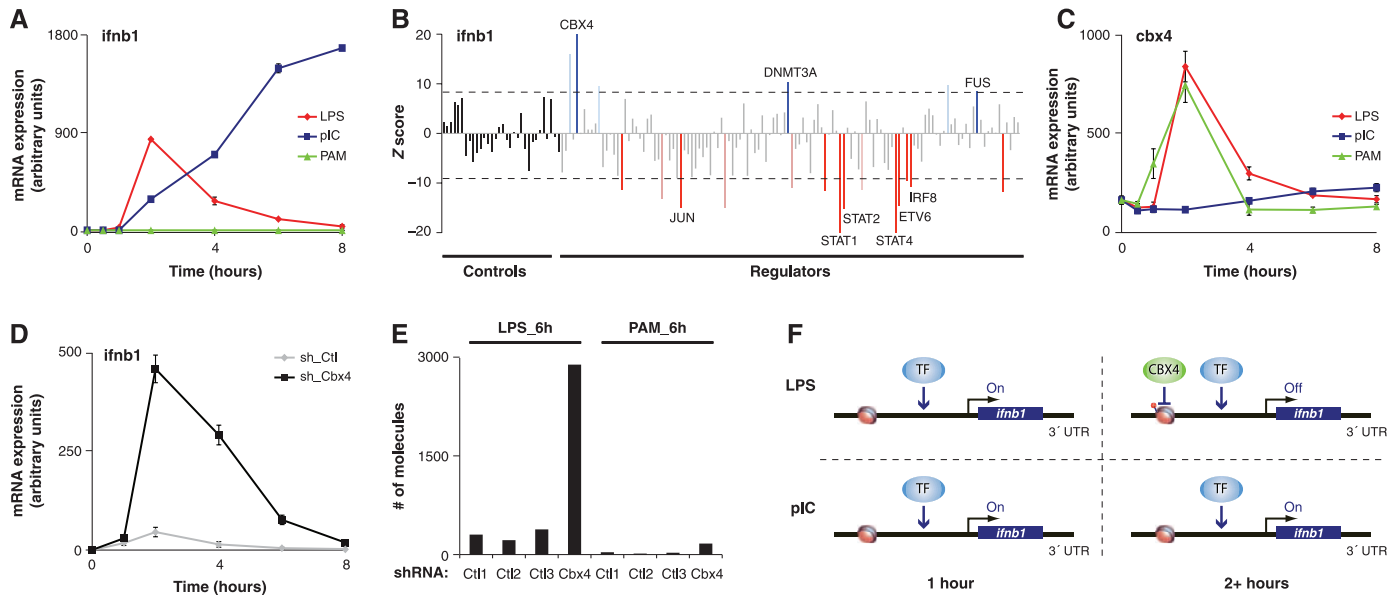 A
ifnb1
1800
900
0
mRNA expression
(arbitrary units)
LPS
pIC
PAM
0 4 8
Time (hours)
B
ifnb1
20
10
0
−10
−20
Z score
CBX4
DNMT3A
FUS
JUN
STAT1
STAT2
STAT4
ETV6
IRF8
Controls
Regulators
C
cbx4
1000
500
0
mRNA expression
(arbitrary units)
LPS
pIC
PAM
0 4 8
Time (hours)
D
ifnb1
500
250
0
mRNA expression
(arbitrary units)
sh_Ctl
sh_Cbx4
0 4 8
Time (hours)
E
LPS_6h PAM_6h
3000
1500
0
# of molecules
shRNA: Ctl1 Ctl2 Ctl3 Cbx4 Ctl1 Ctl2 Ctl3 Cbx4
F
LPS
TF
On
ifnb1
3´ UTR
CBX4
TF
Off
ifnb1
3´ UTR
pIC
TF
On
ifnb1
3´ UTR
TF
On
ifnb1
3´ UTR
1 hour
2+ hours